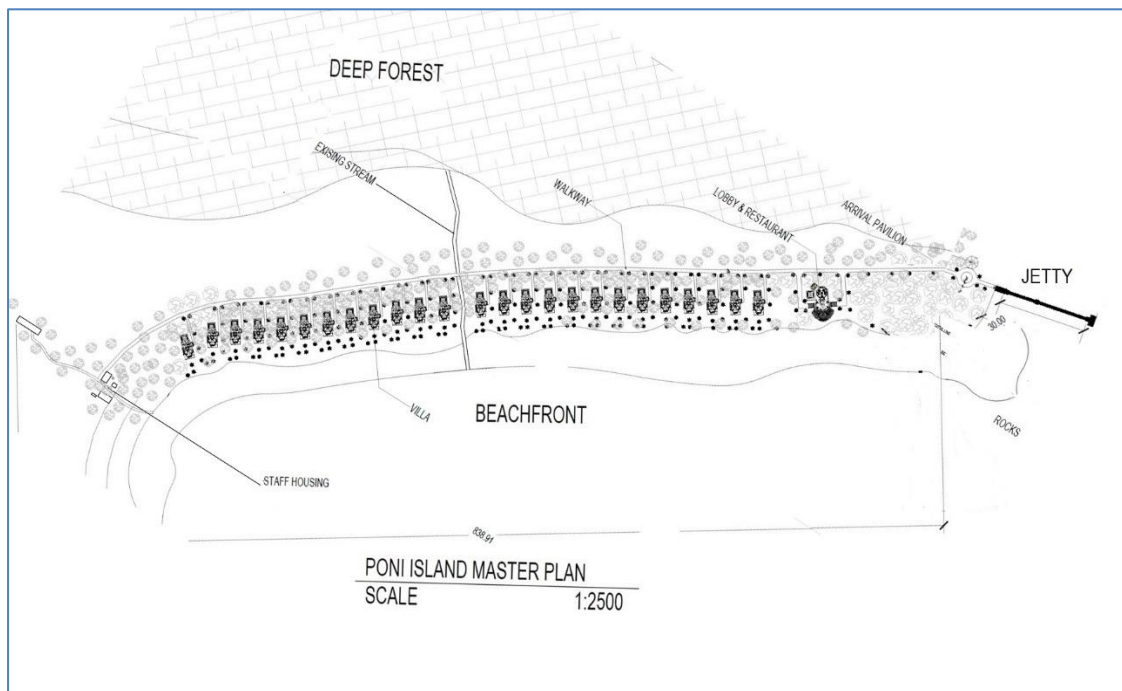 DEEP FOREST
EXISING STREAM
WALKWAY
LOBBY & RESTAURANT
ARRIVAL PAVILION
JETTY
30.00
ROCKS
VILLA
BEACHFRONT
STAFF HOUSING
838.91
PONI ISLAND MASTER PLAN
SCALE 1:2500